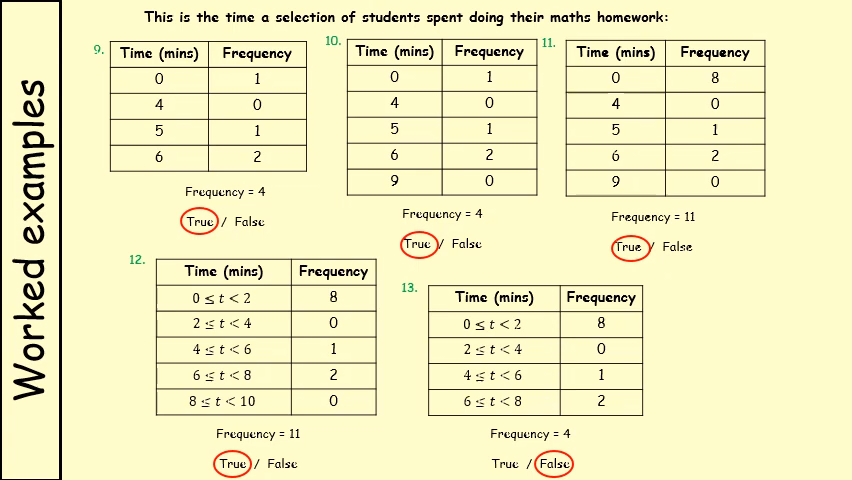 Worked examples
This is the time a selection of students spent doing their maths homework:
9.
Time (mins) Frequency
0 1
4 0
5 1
6 2
Frequency = 4
True / False
10.
Time (mins) Frequency
0 1
4 0
5 1
6 2
9 0
Frequency = 4
True / False
11.
Time (mins) Frequency
0 8
4 0
5 1
6 2
9 0
Frequency = 11
True / False
12.
Time (mins) Frequency
0 ≤ t < 2 8
2 ≤ t < 4 0
4 ≤ t < 6 1
6 ≤ t < 8 2
8 ≤ t < 10 0
Frequency = 11
True / False
13.
Time (mins) Frequency
0 ≤ t < 2 8
2 ≤ t < 4 0
4 ≤ t < 6 1
6 ≤ t < 8 2
Frequency = 4
True / False